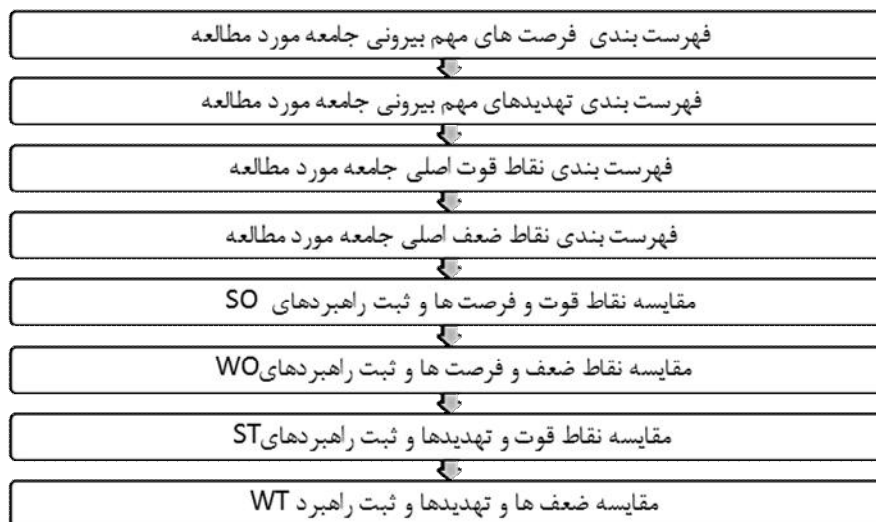 فهرست بندی فرصت های مهم بیرونی جامعه مورد مطالعه
فهرست بندی تهدیدهای مهم بیرونی جامعه مورد مطالعه
فهرست بندی نقاط قوت اصلی جامعه مورد مطالعه
فهرست بندی نقاط ضعف اصلی جامعه مورد مطالعه
مقایسه نقاط قوت و فرصت ها و ثبت راهبردهای SO
مقایسه نقاط ضعف و فرصت ها و ثبت راهبردهایWO
مقایسه نقاط قوت و تهدیدها و ثبت راهبردهایST
مقایسه ضعف ها و تهدیدها و ثبت راهبرد WT